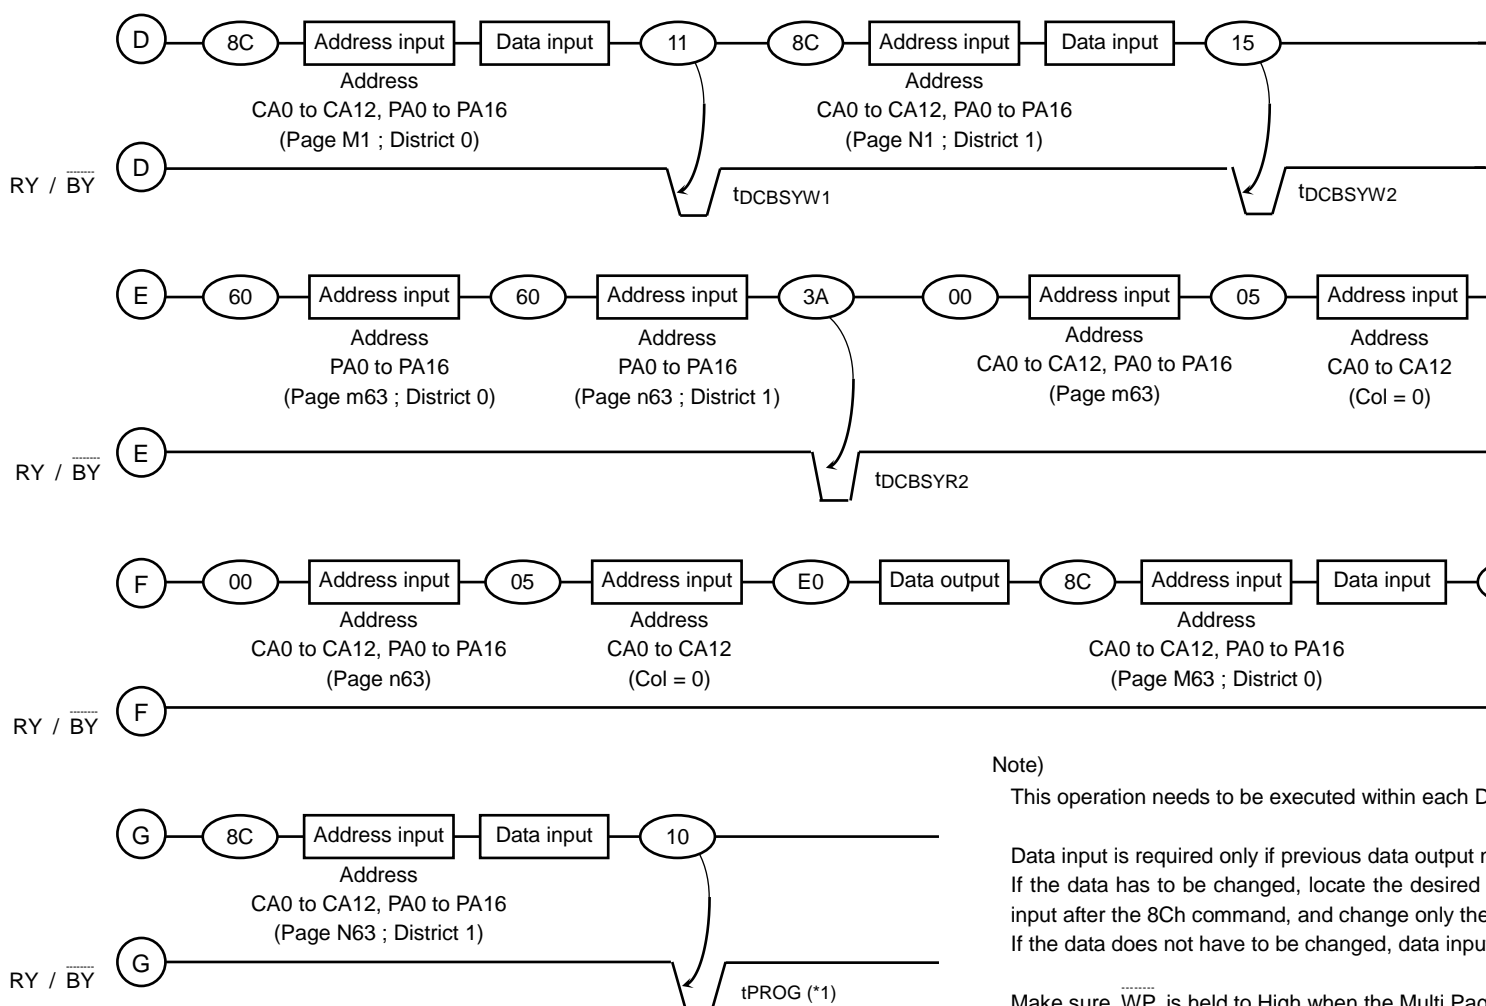 D 8C Address input Data input 11 8C Address input Data input 15
Address Address
CA0 to CA12, PA0 to PA16 CA0 to CA12, PA0 to PA16
(Page M1 ; District 0) (Page N1 ; District 1)
RY / BY D
tDCBSYW1 tDCBSYW2
E 60 Address input 60 Address input 3A 00 Address input 05 Address input
Address Address Address Address
PA0 to PA16 PA0 to PA16 CA0 to CA12, PA0 to PA16 CA0 to CA12
(Page m63 ; District 0) (Page n63 ; District 1) (Page m63) (Col = 0)
RY / BY E
tDCBSYR2
F 00 Address input 05 Address input E0 Data output 8C Address input Data input
Address Address Address
CA0 to CA12, PA0 to PA16 CA0 to CA12 CA0 to CA12, PA0 to PA16
(Page n63) (Col = 0) (Page M63 ; District 0)
RY / BY F
G 8C Address input Data input 10
Address
CA0 to CA12, PA0 to PA16
(Page N63 ; District 1)
RY / BY G
tPROG (*1)
Note)
This operation needs to be executed within each D
Data input is required only if previous data output
If the data has to be changed, locate the desired
input after the 8Ch command, and change only the
If the data does not have to be changed, data inpu
Make sure WP is held to High when the Multi Pag